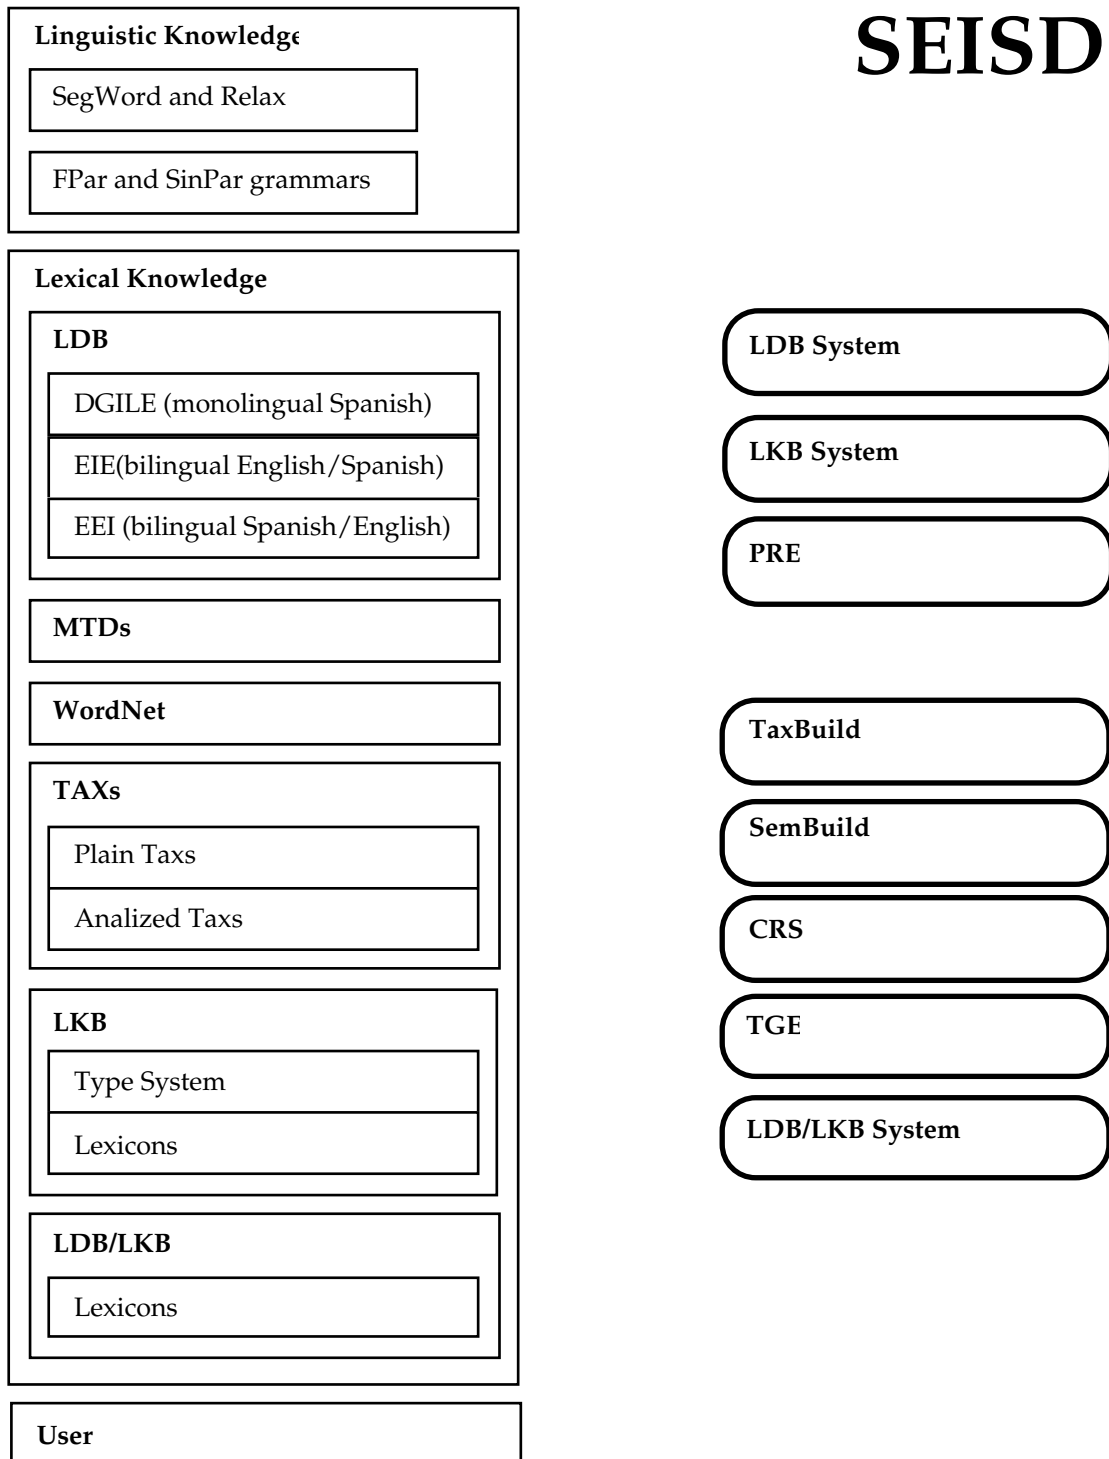 SEISD
Linguistic Knowledge
SegWord and Relax
FPar and SinPar grammars
Lexical Knowledge
LDB
DGILE (monolingual Spanish)
EIE(bilingual English/Spanish)
EEI (bilingual Spanish/English)
MTDs
WordNet
TAXs
Plain Taxs
Analized Taxs
LKB
Type System
Lexicons
LDB/LKB
Lexicons
User
LDB System
LKB System
PRE
TaxBuild
SemBuild
CRS
TGE
LDB/LKB System